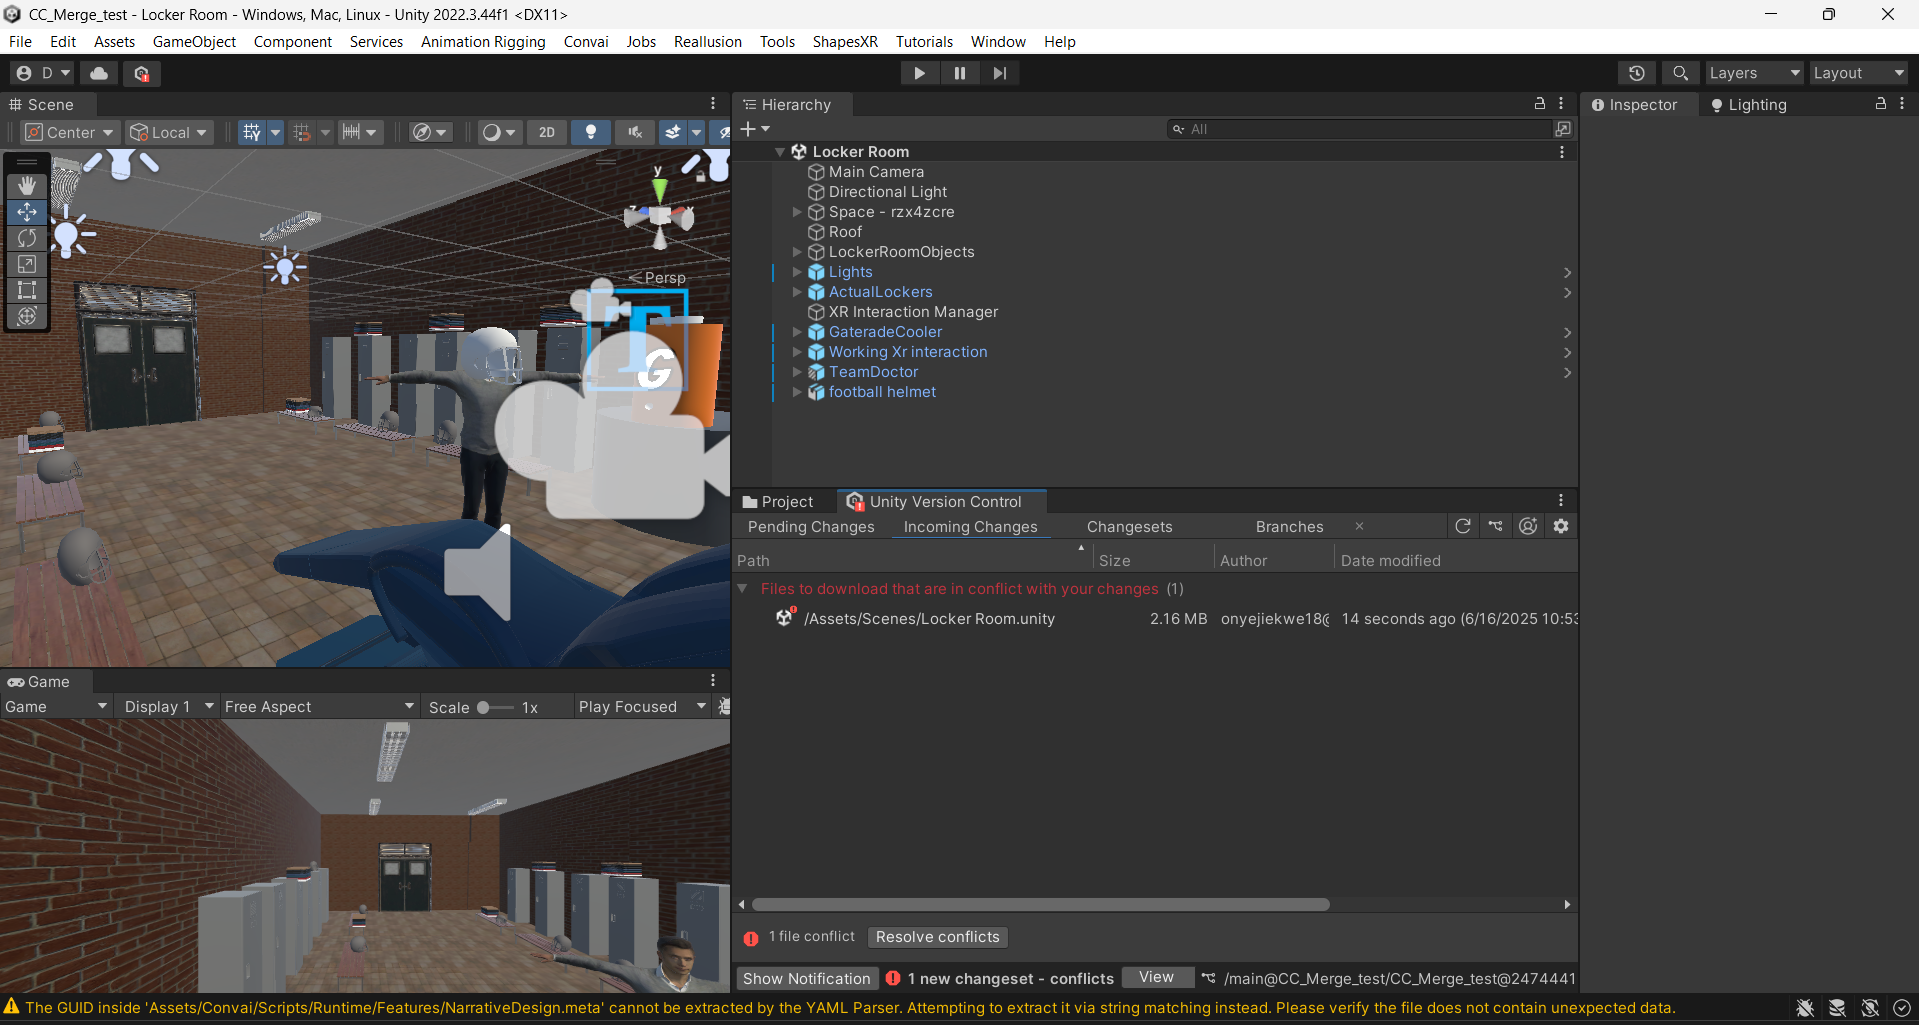 CC_Merge_test - Locker Room - Windows, Mac, Linux - Unity 2022.3.44f1 <DX11>
File Edit Assets GameObject Component Services Animation Rigging Convai Jobs Reallusion Tools ShapesXR Tutorials Window Help
D Layers Layout
Scene
Center Local 2D
y
z x
Persp
T
G
Hierarchy
All
Locker Room
Main Camera
Directional Light
Space - rzx4zcre
Roof
LockerRoomObjects
Lights
ActualLockers
XR Interaction Manager
GateradeCooler
Working Xr interaction
TeamDoctor
football helmet
Inspector Lighting
Project Unity Version Control
Pending Changes Incoming Changes Changesets Branches
Path Size Author Date modified
Files to download that are in conflict with your changes (1)
/Assets/Scenes/Locker Room.unity 2.16 MB onyejiekwe18@ 14 seconds ago (6/16/2025 10:53
1 file conflict Resolve conflicts
Show Notification 1 new changeset - conflicts View /main@CC_Merge_test/CC_Merge_test@2474441
Game
Game Display 1 Free Aspect Scale 1x Play Focused
The GUID inside 'Assets/Convai/Scripts/Runtime/Features/NarrativeDesign.meta' cannot be extracted by the YAML Parser. Attempting to extract it via string matching instead. Please verify the file does not contain unexpected data.